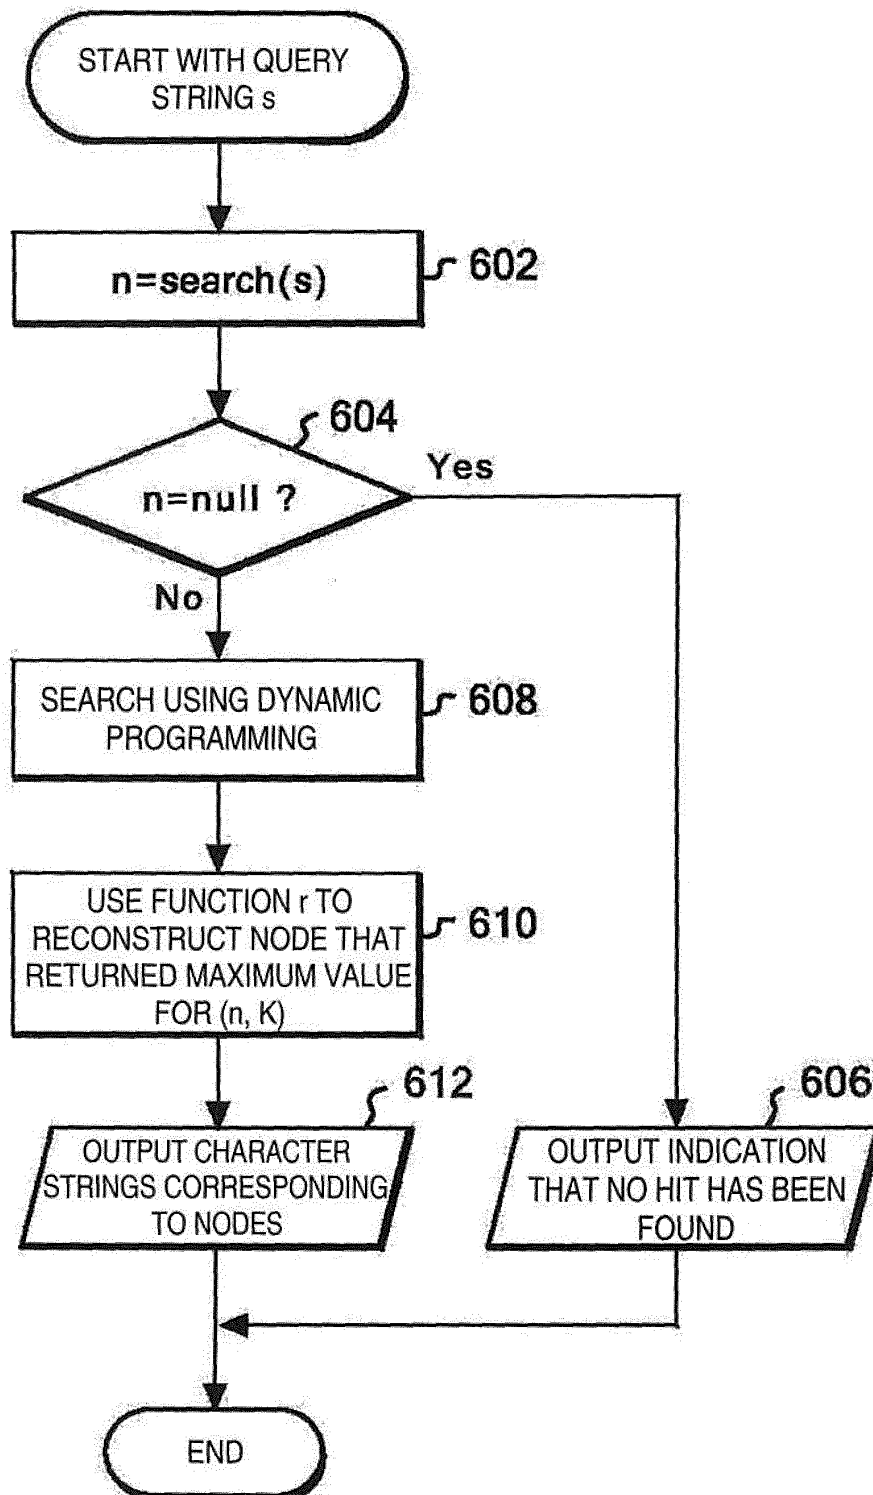 START WITH QUERY
STRING s
n=search(s)
602
604
n=null ?
Yes
No
SEARCH USING DYNAMIC
PROGRAMMING
608
USE FUNCTION r TO
RECONSTRUCT NODE THAT
RETURNED MAXIMUM VALUE
FOR (n, K)
610
612
OUTPUT CHARACTER
STRINGS CORRESPONDING
TO NODES
606
OUTPUT INDICATION
THAT NO HIT HAS BEEN
FOUND
END